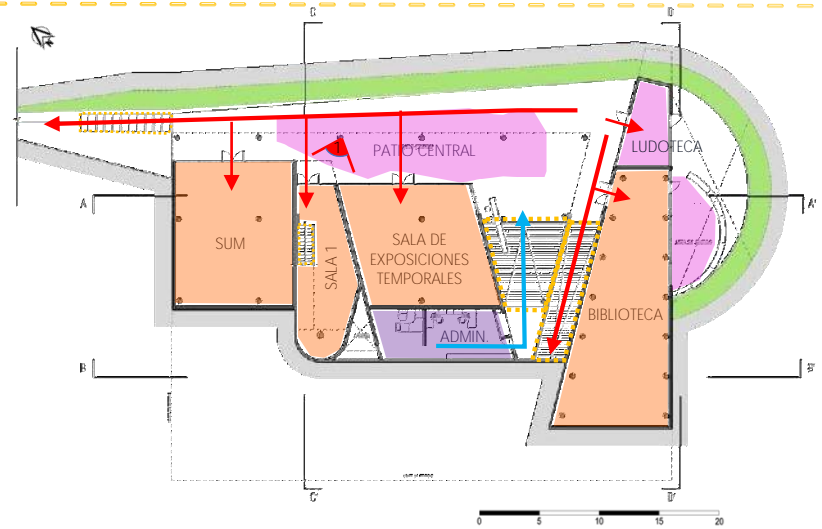 C
D
PATIO CENTRAL
LUDOTECA
A
A'
SUM
SALA 1
SALA DE
EXPOSICIONES
TEMPORALES
BIBLIOTECA
ADMIN.
B
B'
C'
D'
0 5 10 15 20